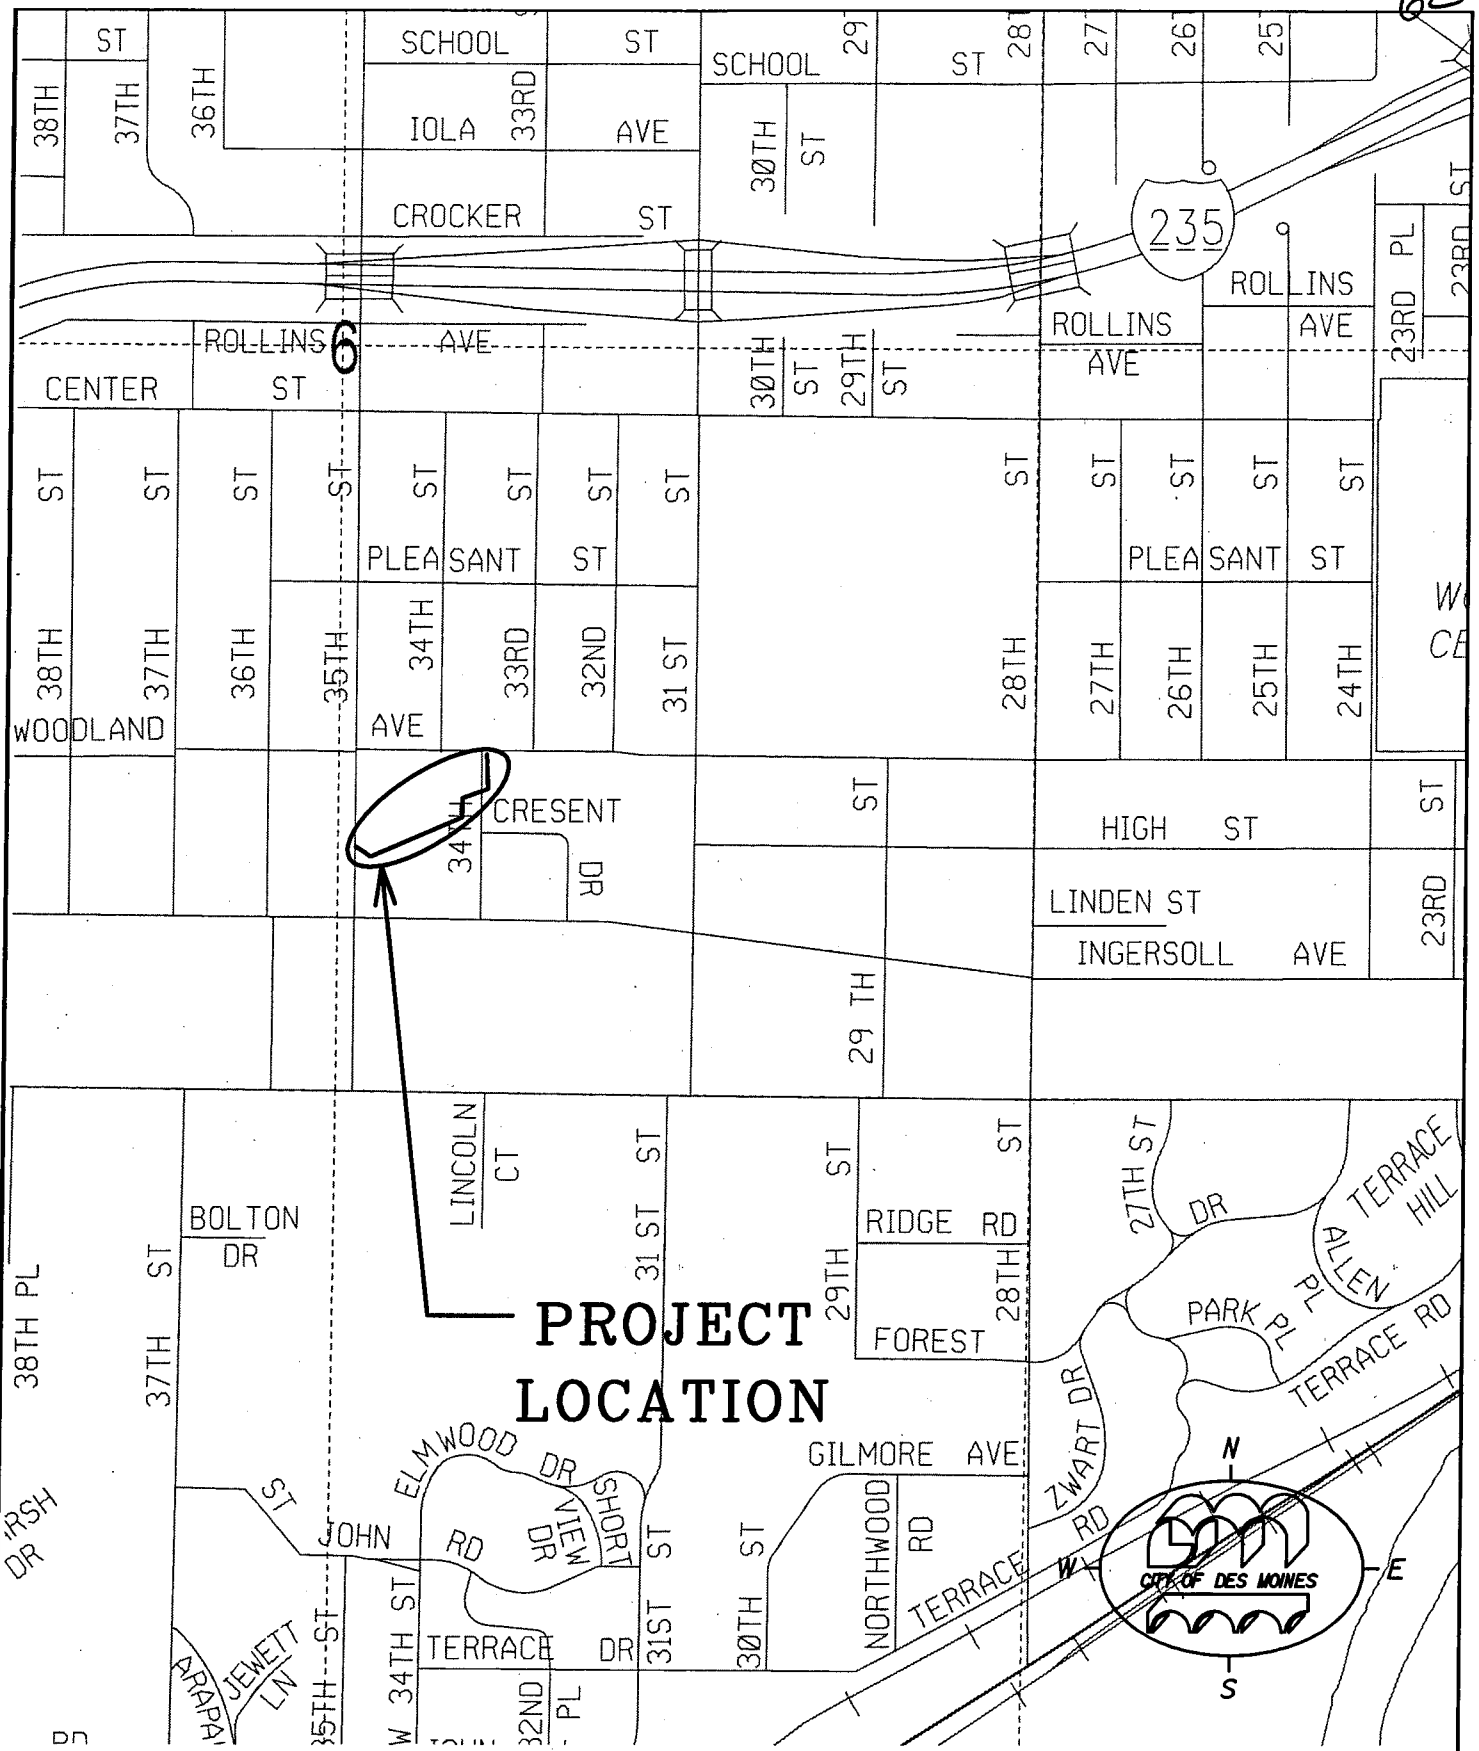 6
ST
SCHOOL ST
SCHOOL ST
29
28
27
26
25
38TH
37TH
36TH
33RD
IOLA AVE
30TH ST
CROCKER ST
235
ST
23RD PL
23RD
ROLLINS AVE
ROLLINS AVE
ROLLINS AVE
6
CENTER ST
30TH ST
29TH ST
38TH ST
37TH ST
36TH ST
35TH ST
34TH ST
33RD ST
32ND ST
31 ST ST
28TH ST
27TH ST
26TH ST
25TH ST
24TH ST
PLEASANT ST
PLEASANT ST
WOODLAND AVE
34TH
CRESENT DR
29 TH ST
HIGH ST
23RD ST
LINDEN ST
INGERSOLL AVE
LINCOLN CT
31 ST ST
29TH ST
28TH ST
27TH ST
DR
TERRACE HILL
BOLTON DR
RIDGE RD
38TH PL
37TH ST
ALLEN PL
PARK PL
TERRACE RD
FOREST
PROJECT
LOCATION
ZWART DR
ELMWOOD DR
GILMORE AVE
N
ST JOHN RD
VIEW DR
SHORT
31ST ST
30TH ST
NORTHWOOD RD
TERRACE RD
W
E
CITY OF DES MOINES
S
DR
JEWETT LN
35TH ST
W 34TH ST
TERRACE DR
32ND PL